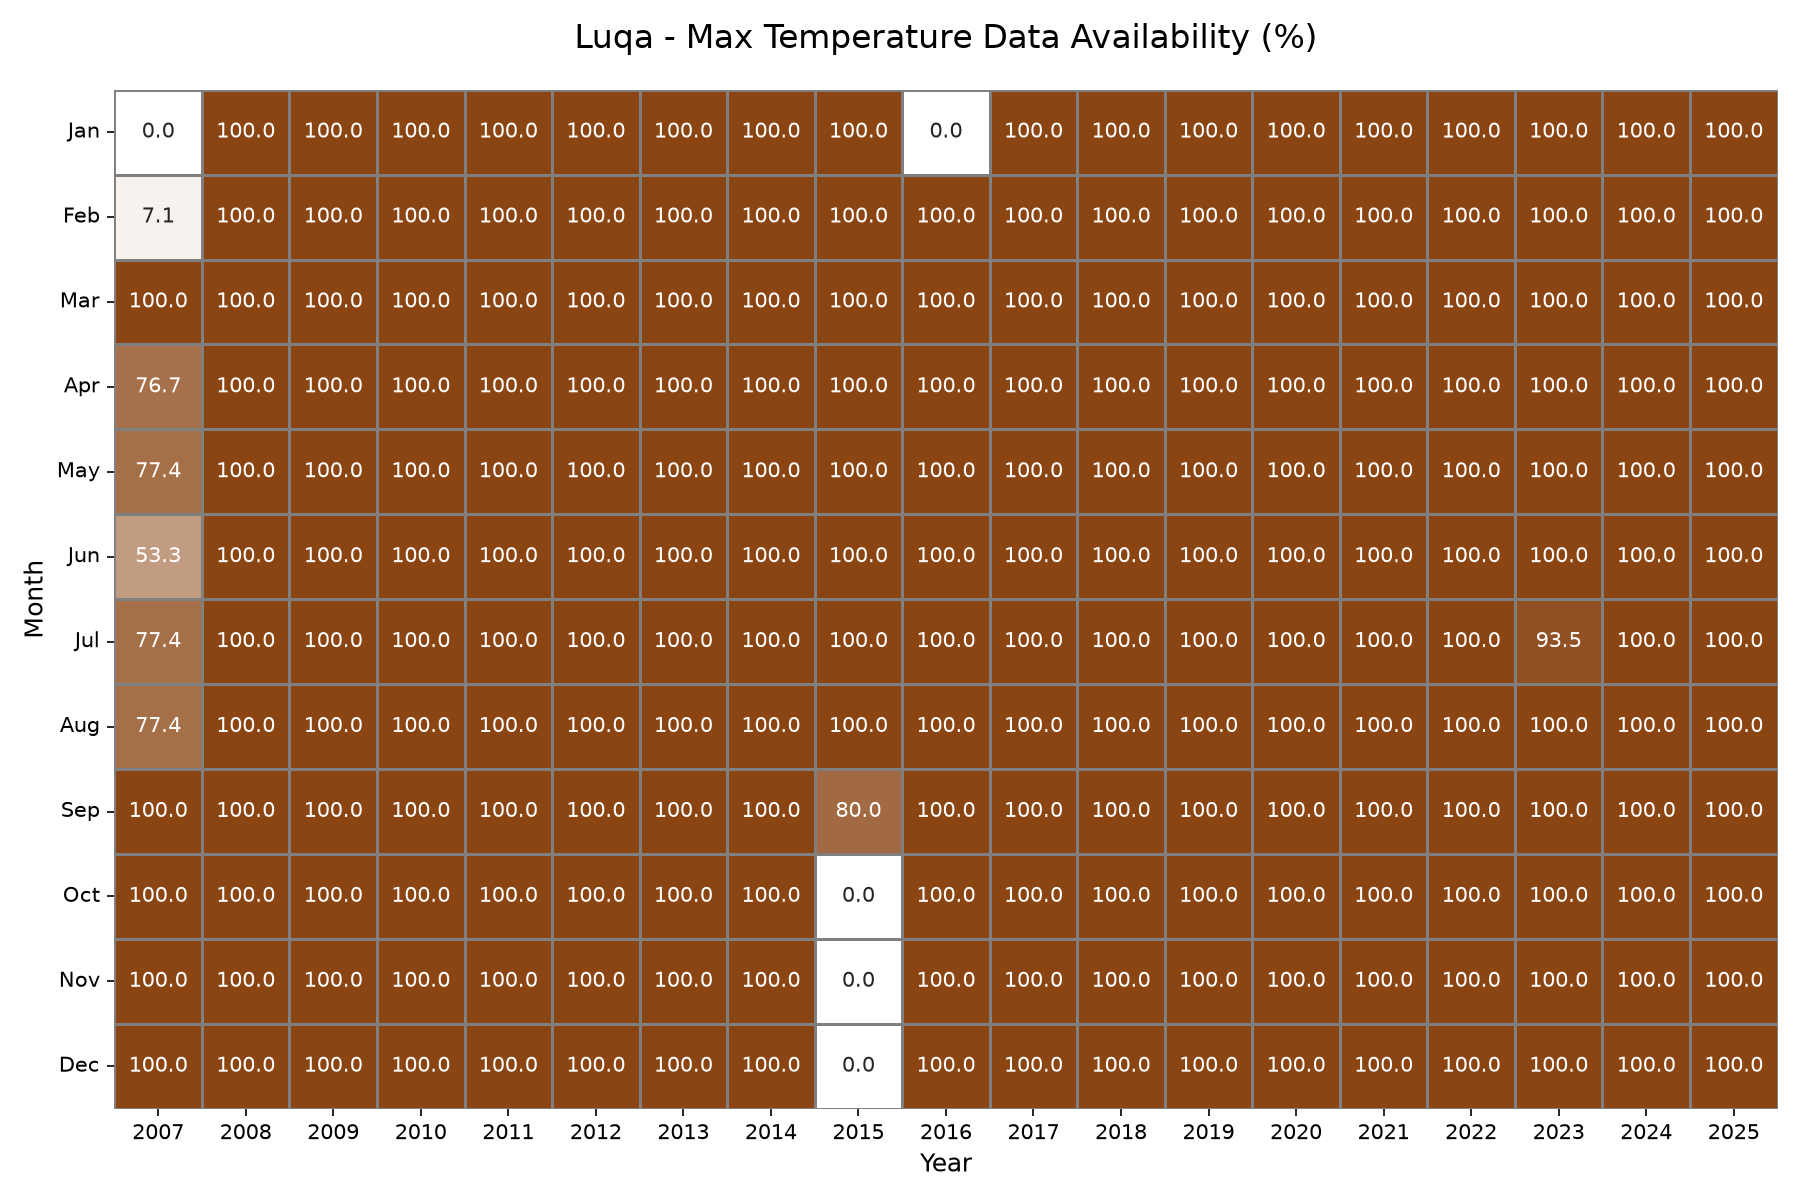 Luqa - Max Temperature Data Availability (%)
Jan 0.0 100.0 100.0 100.0 100.0 100.0 100.0 100.0 100.0 0.0 100.0 100.0 100.0 100.0 100.0 100.0 100.0 100.0 100.0
Feb 7.1 100.0 100.0 100.0 100.0 100.0 100.0 100.0 100.0 100.0 100.0 100.0 100.0 100.0 100.0 100.0 100.0 100.0 100.0
Mar 100.0 100.0 100.0 100.0 100.0 100.0 100.0 100.0 100.0 100.0 100.0 100.0 100.0 100.0 100.0 100.0 100.0 100.0 100.0
Apr 76.7 100.0 100.0 100.0 100.0 100.0 100.0 100.0 100.0 100.0 100.0 100.0 100.0 100.0 100.0 100.0 100.0 100.0 100.0
May 77.4 100.0 100.0 100.0 100.0 100.0 100.0 100.0 100.0 100.0 100.0 100.0 100.0 100.0 100.0 100.0 100.0 100.0 100.0
Jun 53.3 100.0 100.0 100.0 100.0 100.0 100.0 100.0 100.0 100.0 100.0 100.0 100.0 100.0 100.0 100.0 100.0 100.0 100.0
Jul 77.4 100.0 100.0 100.0 100.0 100.0 100.0 100.0 100.0 100.0 100.0 100.0 100.0 100.0 100.0 100.0 93.5 100.0 100.0
Aug 77.4 100.0 100.0 100.0 100.0 100.0 100.0 100.0 100.0 100.0 100.0 100.0 100.0 100.0 100.0 100.0 100.0 100.0 100.0
Sep 100.0 100.0 100.0 100.0 100.0 100.0 100.0 100.0 80.0 100.0 100.0 100.0 100.0 100.0 100.0 100.0 100.0 100.0 100.0
Oct 100.0 100.0 100.0 100.0 100.0 100.0 100.0 100.0 0.0 100.0 100.0 100.0 100.0 100.0 100.0 100.0 100.0 100.0 100.0
Nov 100.0 100.0 100.0 100.0 100.0 100.0 100.0 100.0 0.0 100.0 100.0 100.0 100.0 100.0 100.0 100.0 100.0 100.0 100.0
Dec 100.0 100.0 100.0 100.0 100.0 100.0 100.0 100.0 0.0 100.0 100.0 100.0 100.0 100.0 100.0 100.0 100.0 100.0 100.0
2007 2008 2009 2010 2011 2012 2013 2014 2015 2016 2017 2018 2019 2020 2021 2022 2023 2024 2025
Year
Month